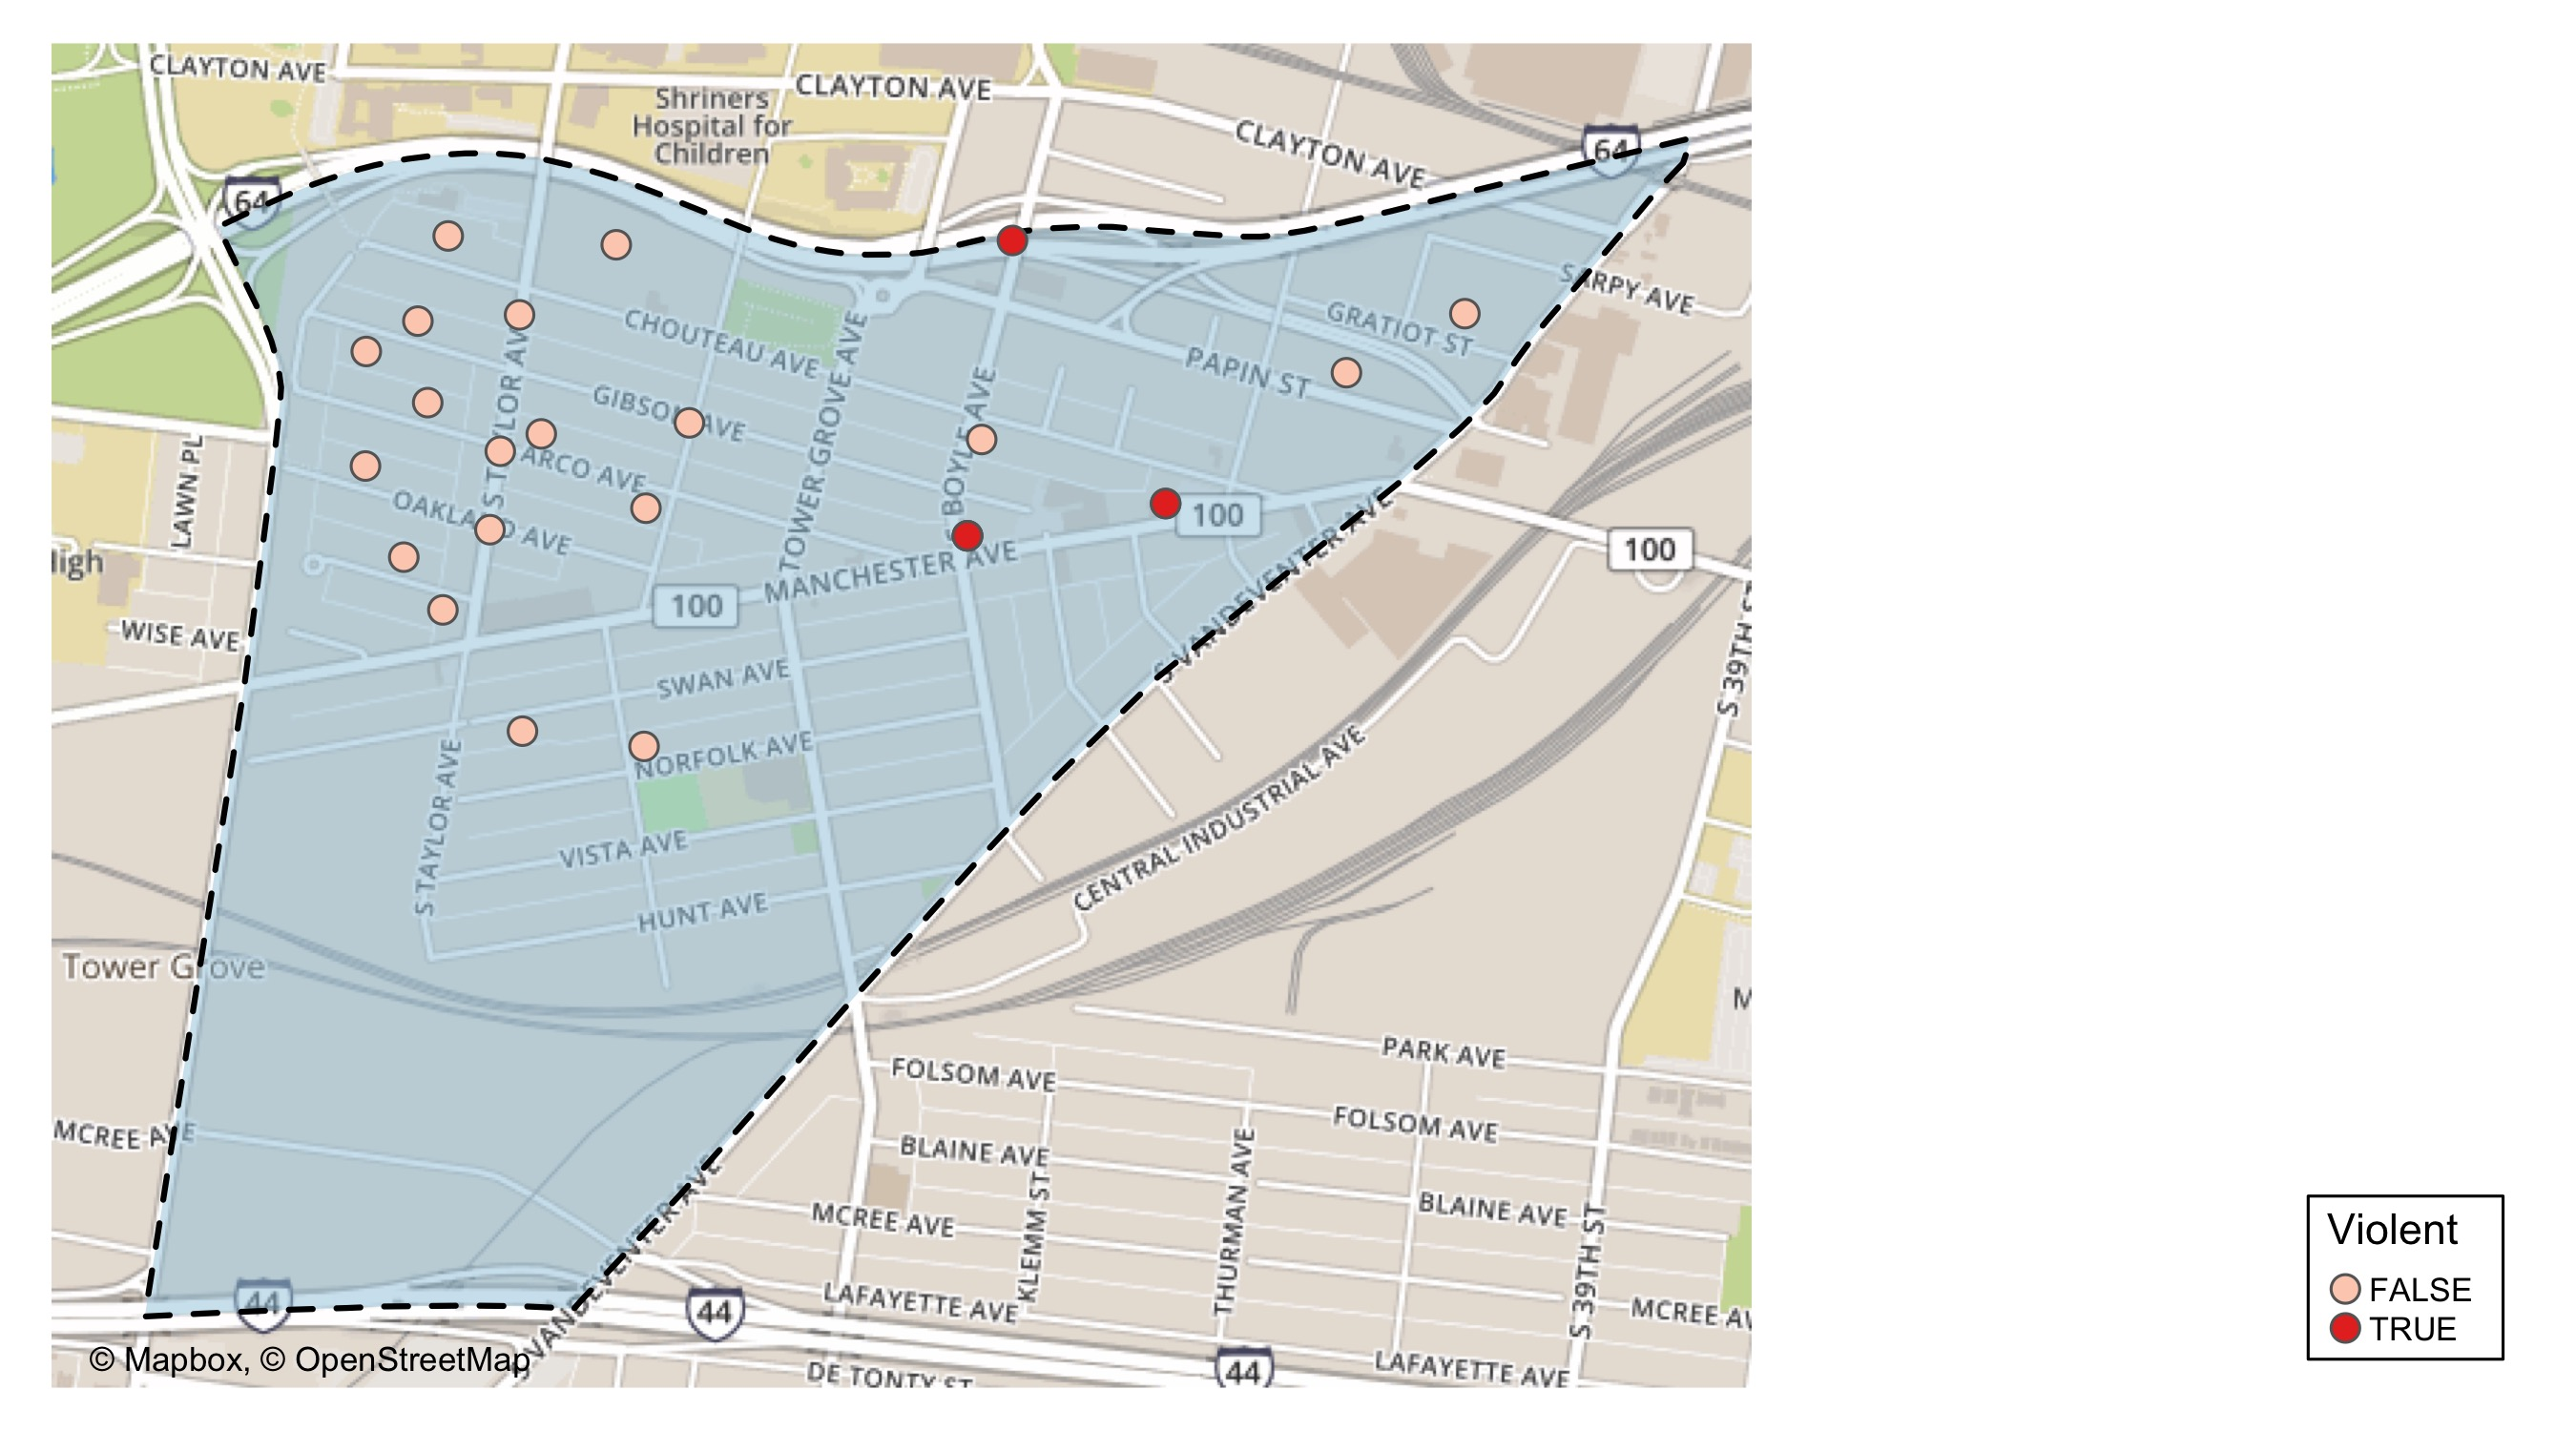 CLAYTON AVE
CLAYTON AVE
Shriners
Hospital for
Children
CLAYTON AVE
64
64
SARPY AVE
CHOUTEAU AVE
GRATIOT ST
PAPIN ST
GIBSON AVE
S TAYLOR AVE
TOWER GROVE AVE
S BOYLE AVE
ARCO AVE
LAWN PL
OAKLAND AVE
100
100
MANCHESTER AVE
100
S VANDEVENTER AVE
WISE AVE
SWAN AVE
S 39TH ST
NORFOLK AVE
S TAYLOR AVE
VISTA AVE
CENTRAL INDUSTRIAL AVE
HUNT AVE
Tower Grove
M
PARK AVE
FOLSOM AVE
FOLSOM AVE
MCREE AVE
BLAINE AVE
BLAINE AVE
MCREE AVE
KLEMM ST
THURMAN AVE
S 39TH ST
S VANDEVENTER AVE
44
44
LAFAYETTE AVE
MCREE AV
44
LAFAYETTE AVE
DE TONTY ST
© Mapbox, © OpenStreetMap
Violent
FALSE
TRUE